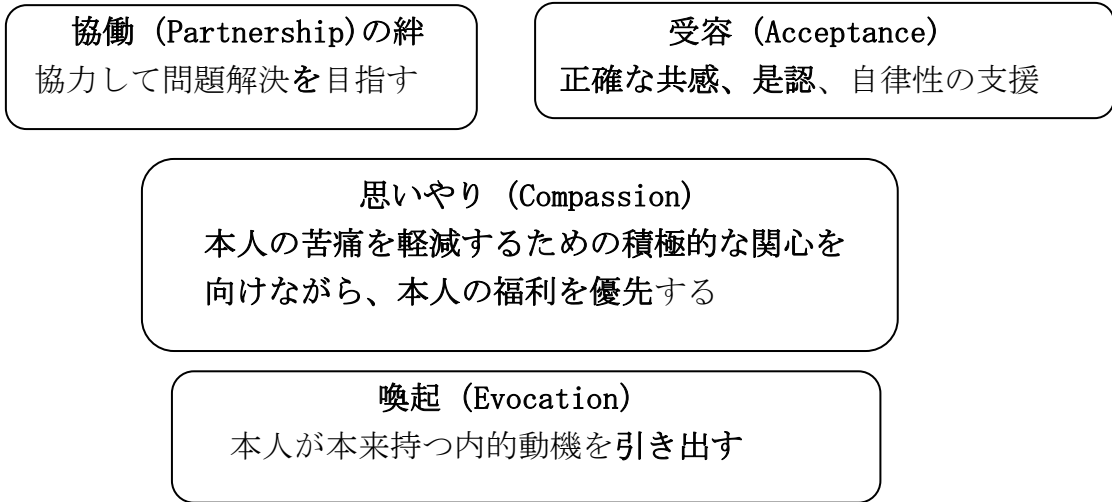 協働 (Partnership)の絆
協力して問題解決を目指す
受容 (Acceptance)
正確な共感、是認、自律性の支援
思いやり (Compassion)
本人の苦痛を軽減するための積極的な関心を
向けながら、本人の福利を優先する
喚起 (Evocation)
本人が本来持つ内的動機を引き出す